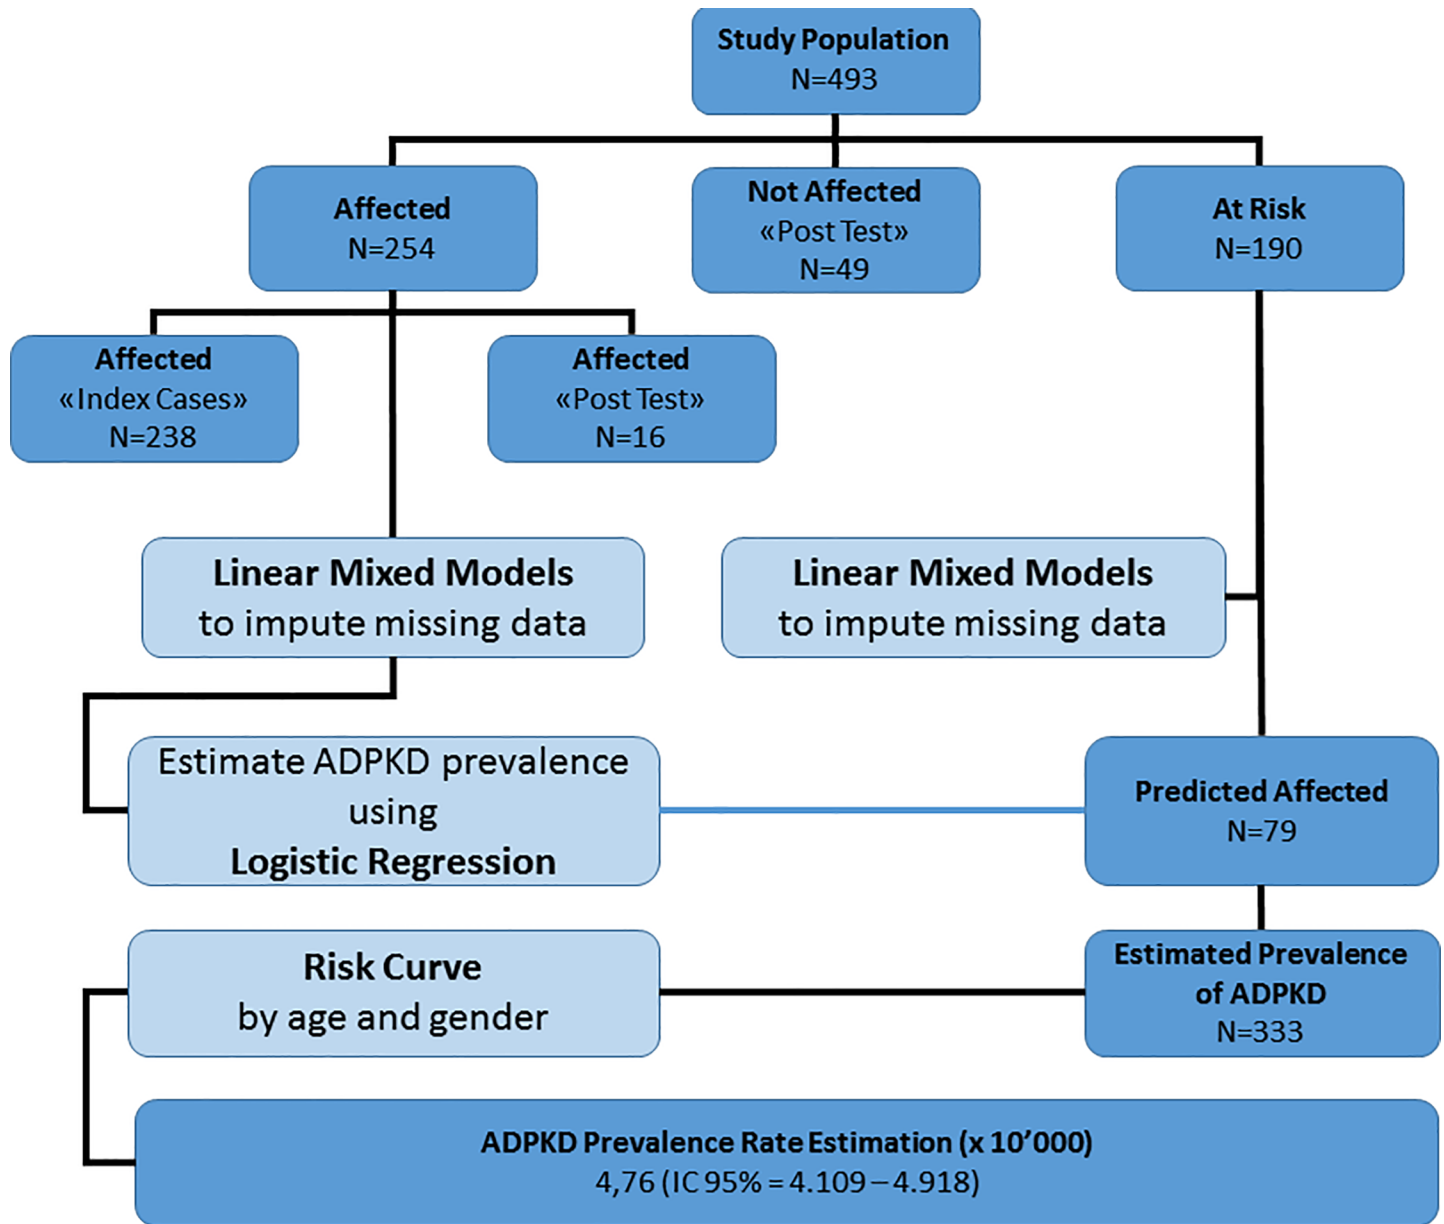 Study Population
N=493
Affected
N=254
Not Affected
«Post Test»
N=49
At Risk
N=190
Affected
«Index Cases»
N=238
Affected
«Post Test»
N=16
Linear Mixed Models
to impute missing data
Linear Mixed Models
to impute missing data
Estimate ADPKD prevalence
using
Logistic Regression
Predicted Affected
N=79
Risk Curve
by age and gender
Estimated Prevalence
of ADPKD
N=333
ADPKD Prevalence Rate Estimation (x 10’000)
4,76 (IC 95% = 4.109 – 4.918)